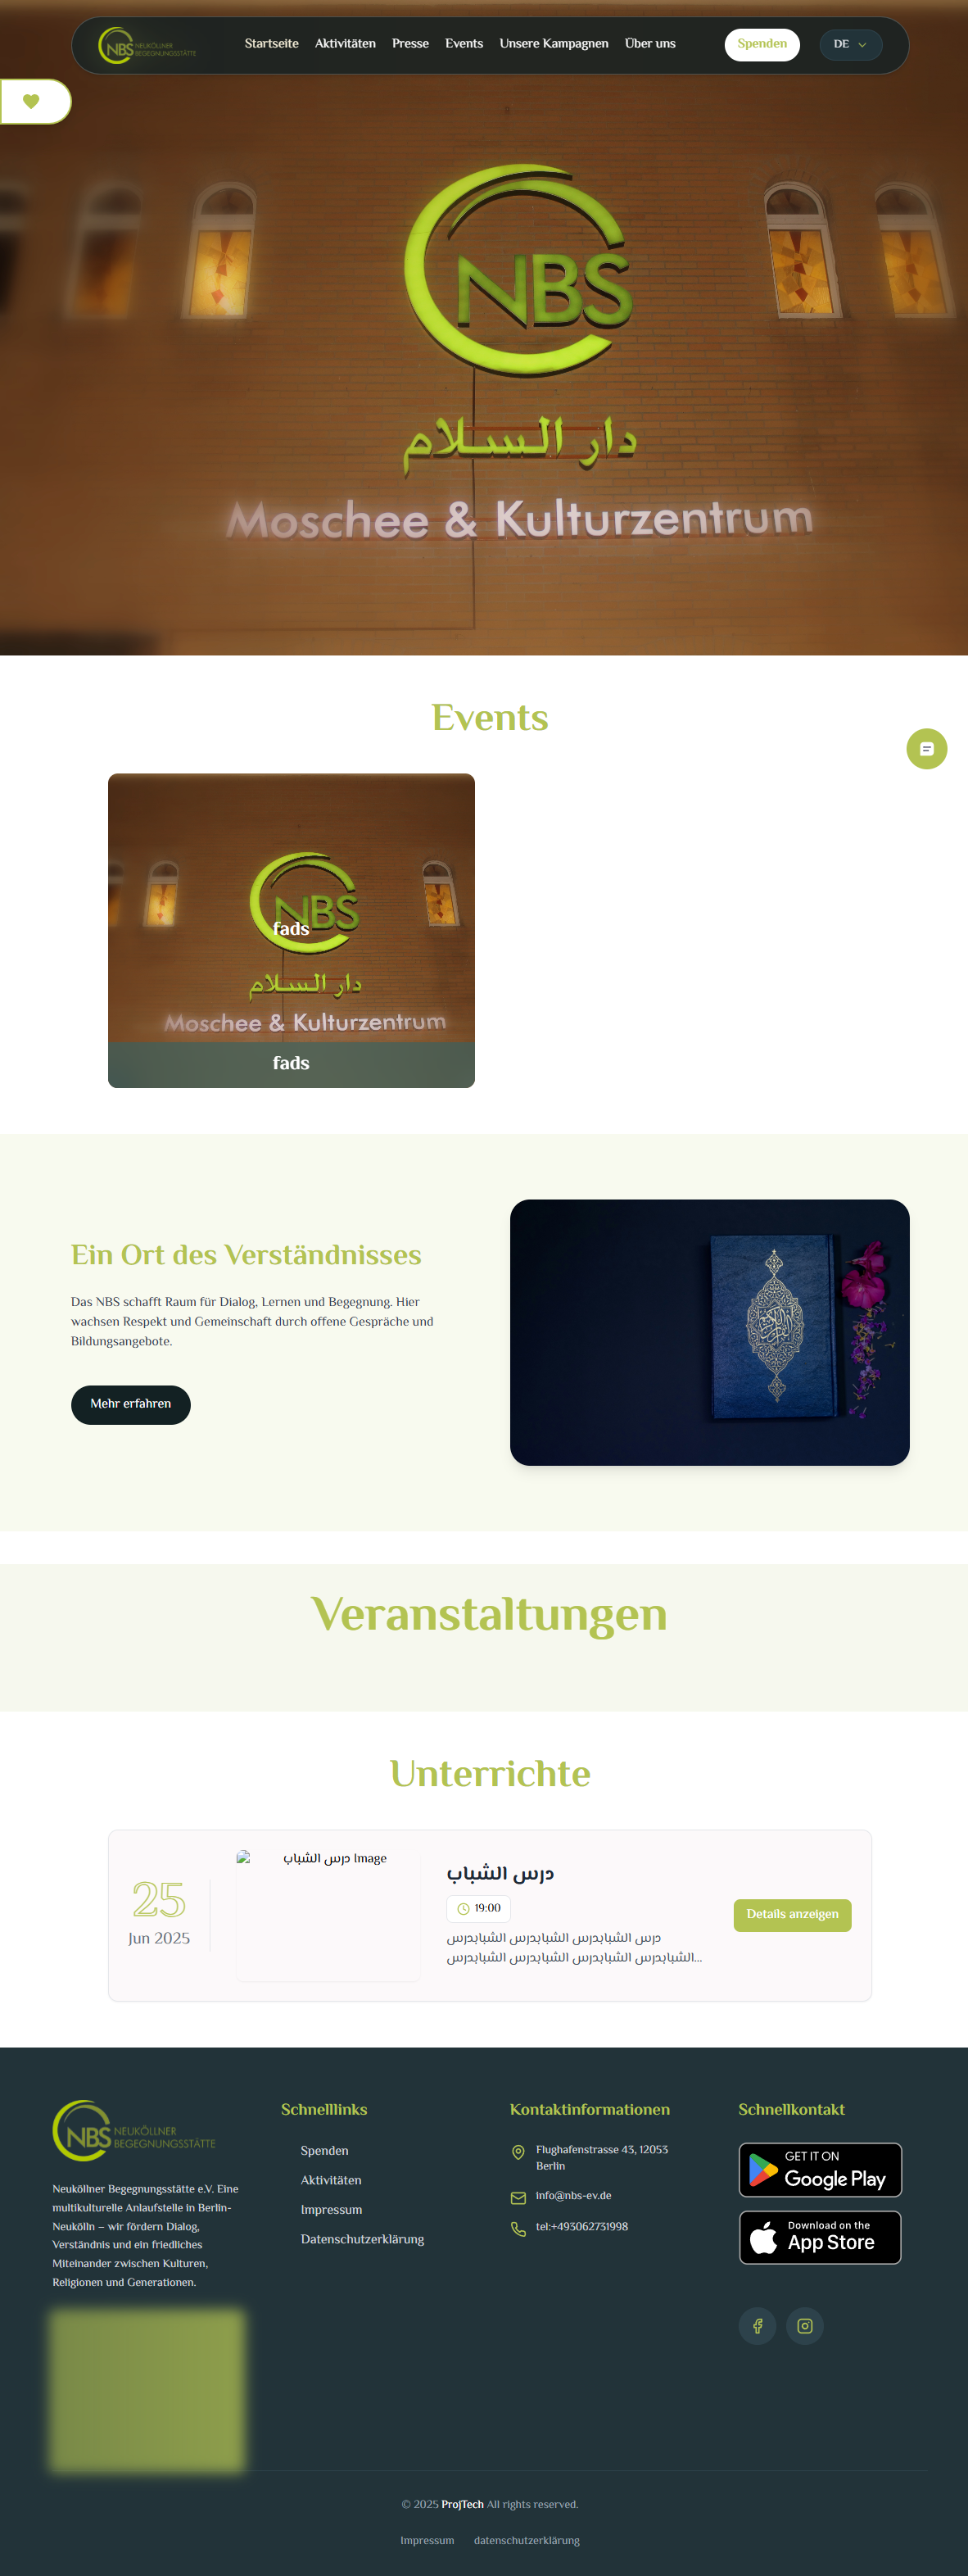 NBS NEUKÖLLNER
BEGEGNUNGSSTÄTTE
Startseite Aktivitäten Presse Events Unsere Kampagnen Über uns Spenden DE
NBS
دار السلام
Moschee & Kulturzentrum
Events
NBS
fads
دار السلام
Moschee & Kulturzentrum
fads
Ein Ort des Verständnisses
Das NBS schafft Raum für Dialog, Lernen und Begegnung. Hier
wachsen Respekt und Gemeinschaft durch offene Gespräche und
Bildungsangebote.
Mehr erfahren
Veranstaltungen
Unterrichte
25
Jun 2025
درس الشباب Image
درس الشباب
19:00
درس الشبابدرس الشبابدرس الشبابدرس
الشبابدرس الشبابدرس الشبابدرس الشبابدرس...
Details anzeigen
NBS NEUKÖLLNER
BEGEGNUNGSSTÄTTE
Neuköllner Begegnungsstätte e.V. Eine
multikulturelle Anlaufstelle in Berlin-
Neukölln – wir fördern Dialog,
Verständnis und ein friedliches
Miteinander zwischen Kulturen,
Religionen und Generationen.
Schnelllinks
Spenden
Aktivitäten
Impressum
Datenschutzerklärung
Kontaktinformationen
Flughafenstrasse 43, 12053
Berlin
info@nbs-ev.de
tel:+493062731998
Schnellkontakt
GET IT ON
Google Play
Download on the
App Store
© 2025 ProjTech All rights reserved.
Impressum datenschutzerklärung